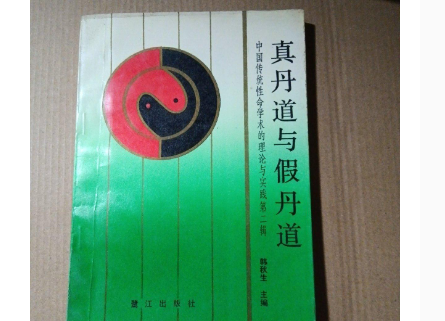 真丹道与假丹道
中国传统性命学术的理论与实践第二辑
韩秋生 主编
鹭江出版社